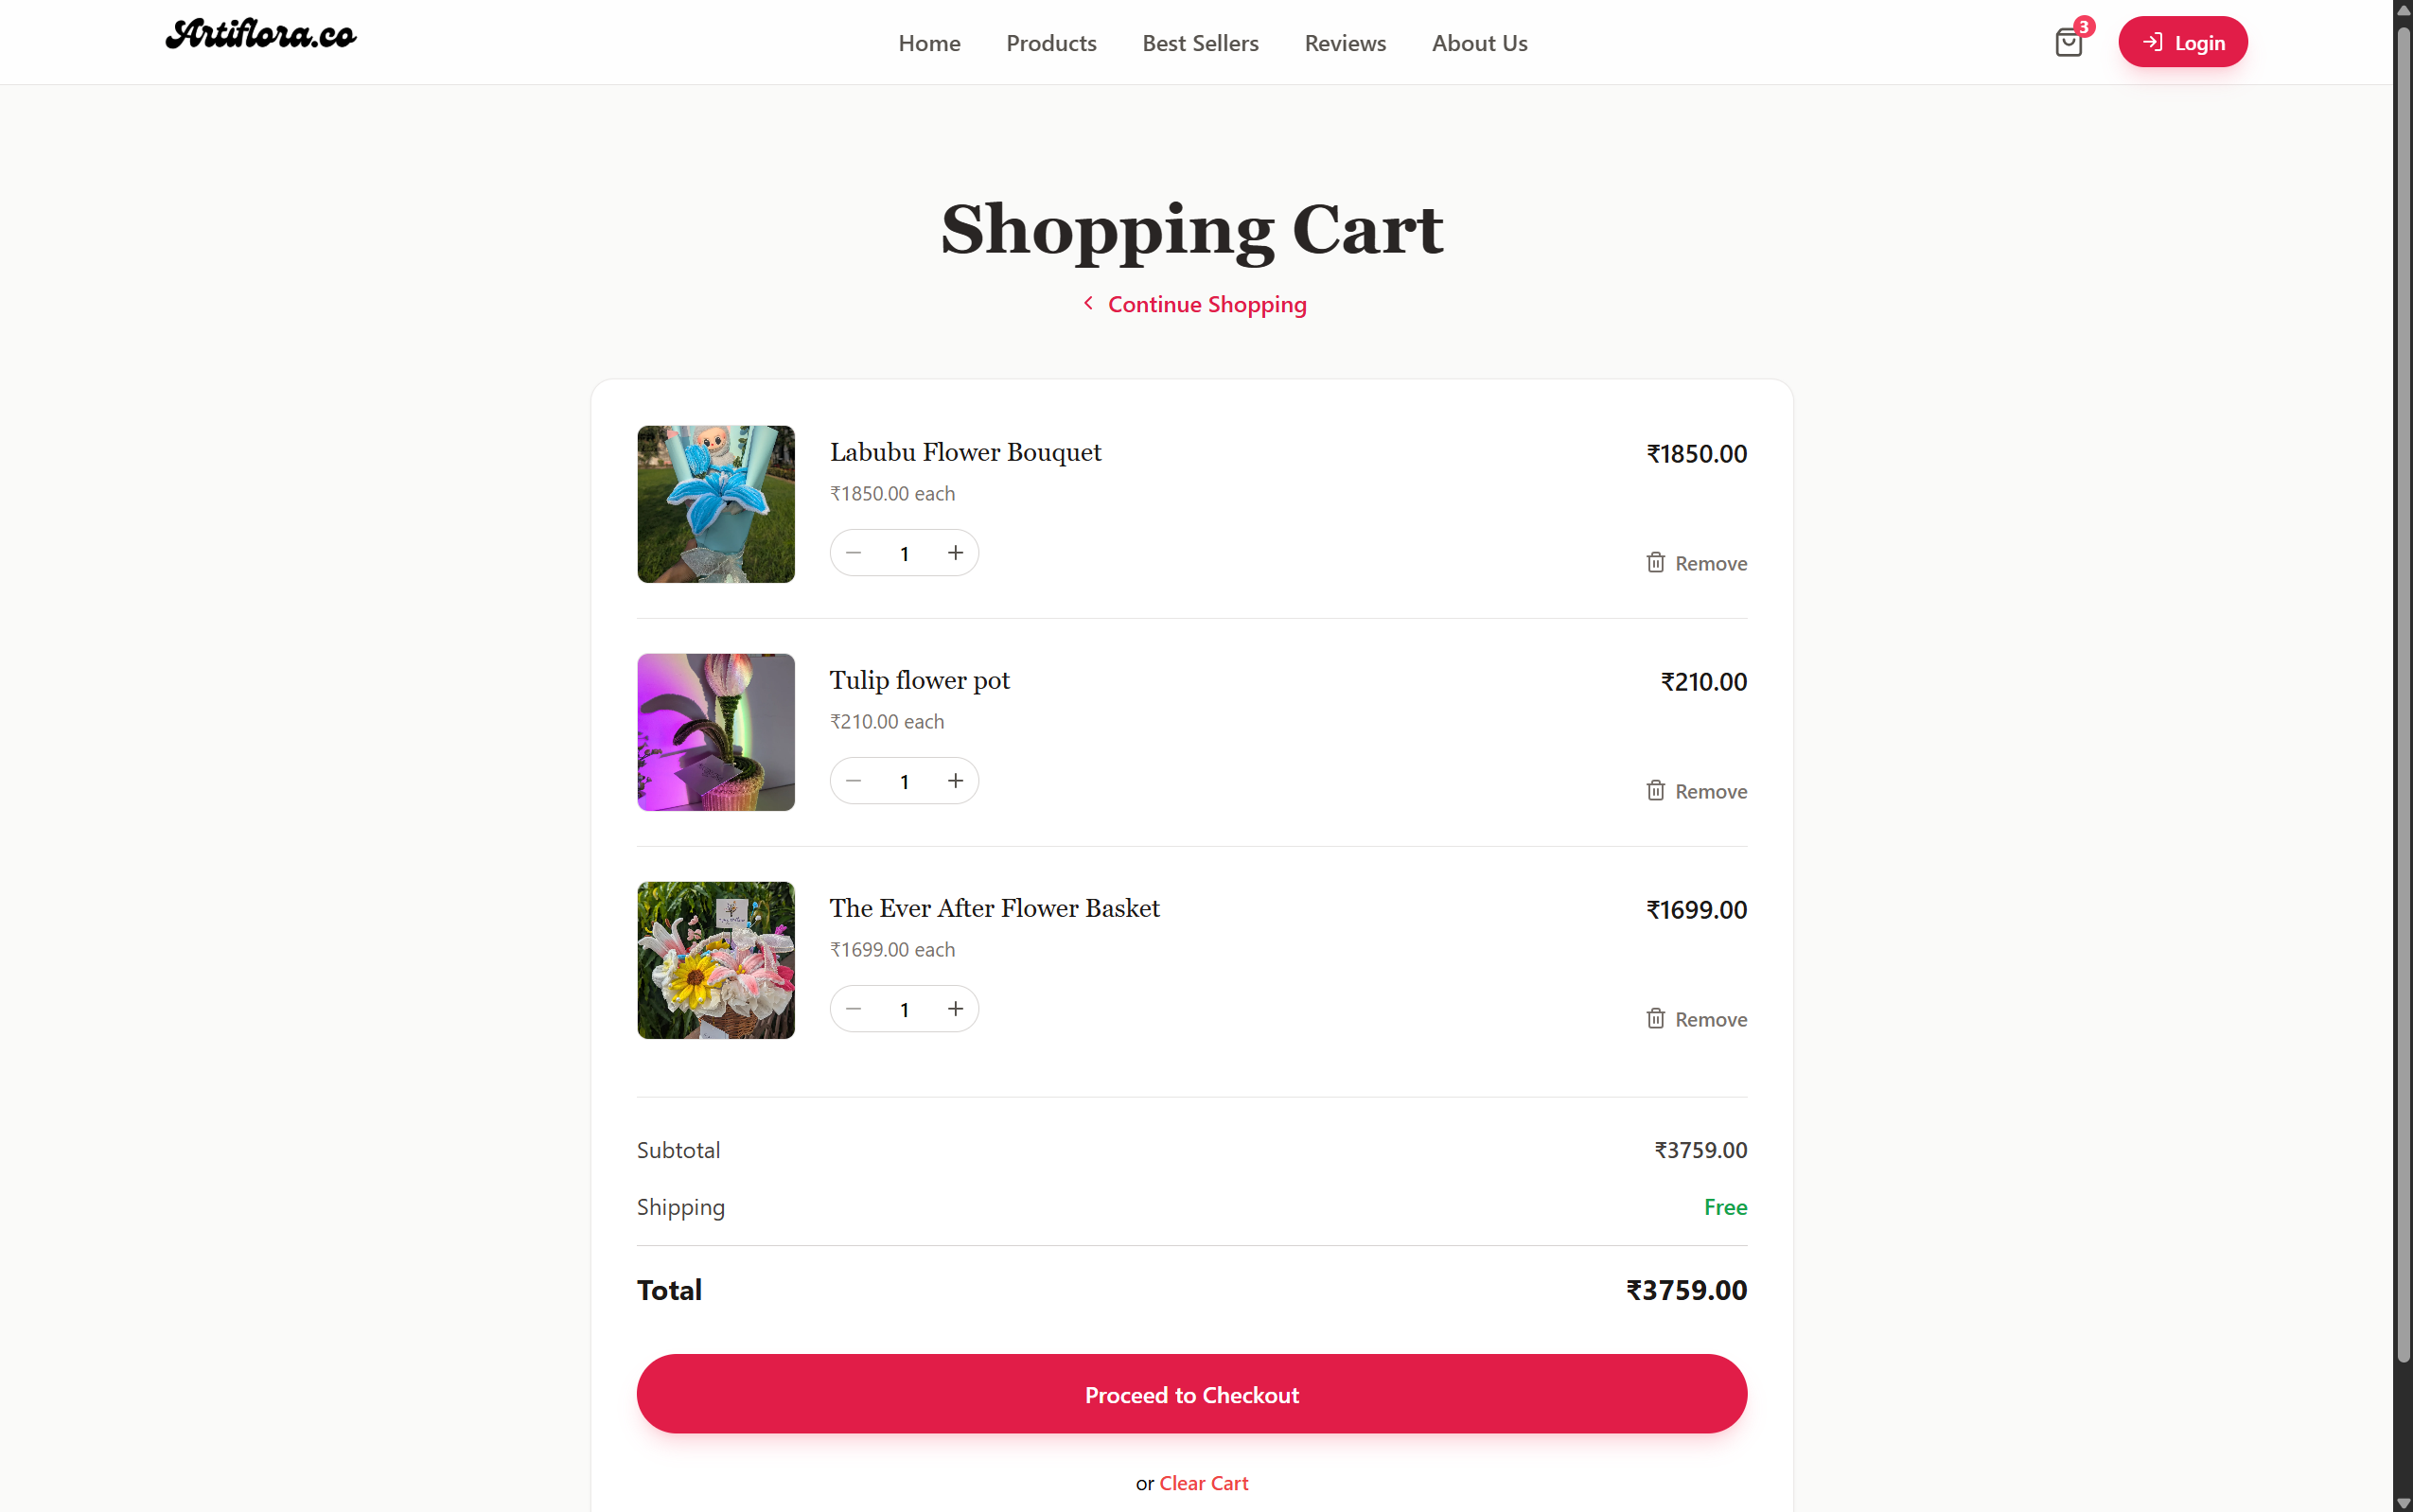 Artiflora.co
Home
Products
Best Sellers
Reviews
About Us
3
Login
Shopping Cart
Continue Shopping
Labubu Flower Bouquet
₹1850.00
₹1850.00 each
1
Remove
Tulip flower pot
₹210.00
₹210.00 each
1
Remove
The Ever After Flower Basket
₹1699.00
₹1699.00 each
1
Remove
Subtotal
₹3759.00
Shipping
Free
Total
₹3759.00
Proceed to Checkout
or Clear Cart